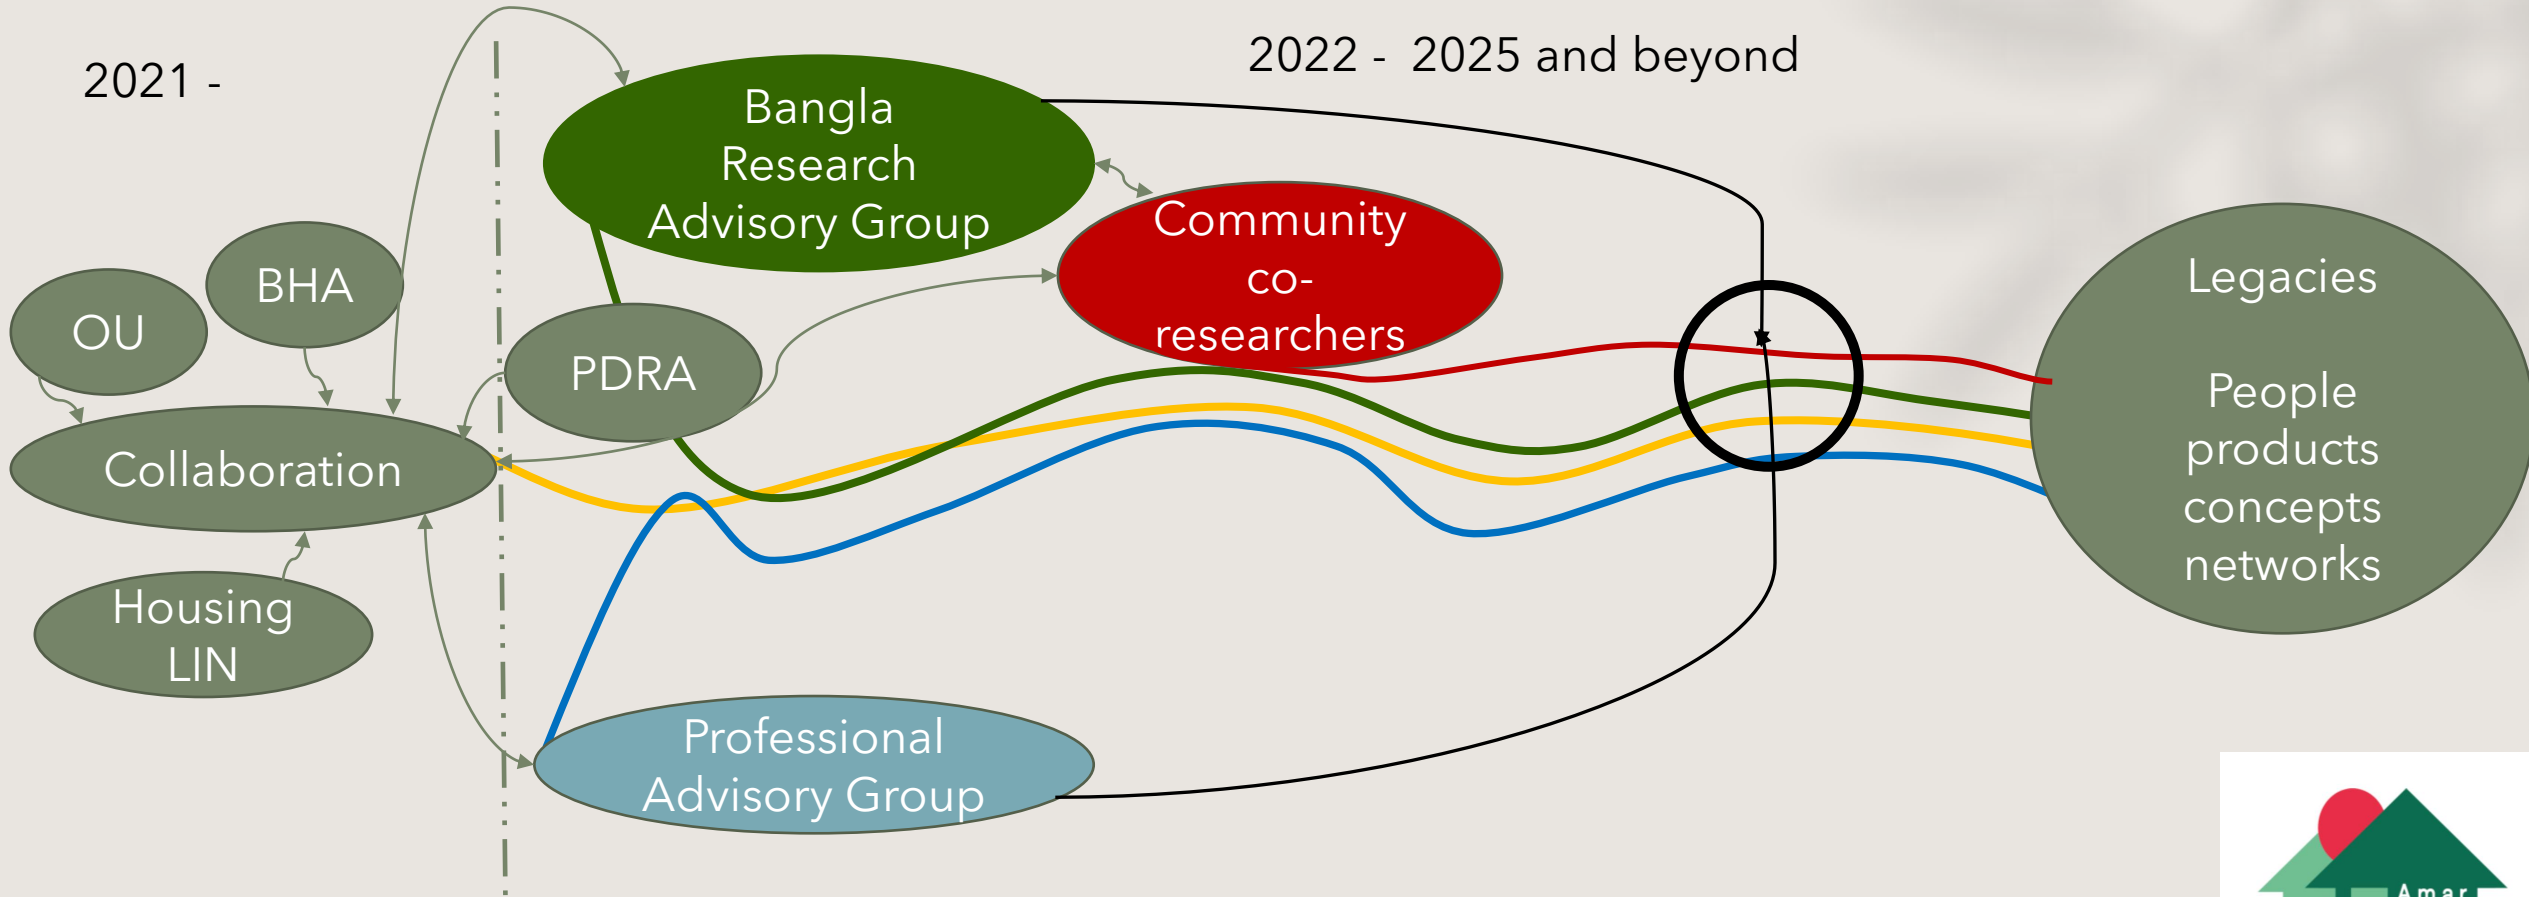 2021 -
2022 - 2025 and beyond
Bangla
Research
Advisory Group
Community
co-
researchers
BHA
OU
PDRA
Collaboration
Housing
LIN
Professional
Advisory Group
Legacies
People
products
concepts
networks
Amar